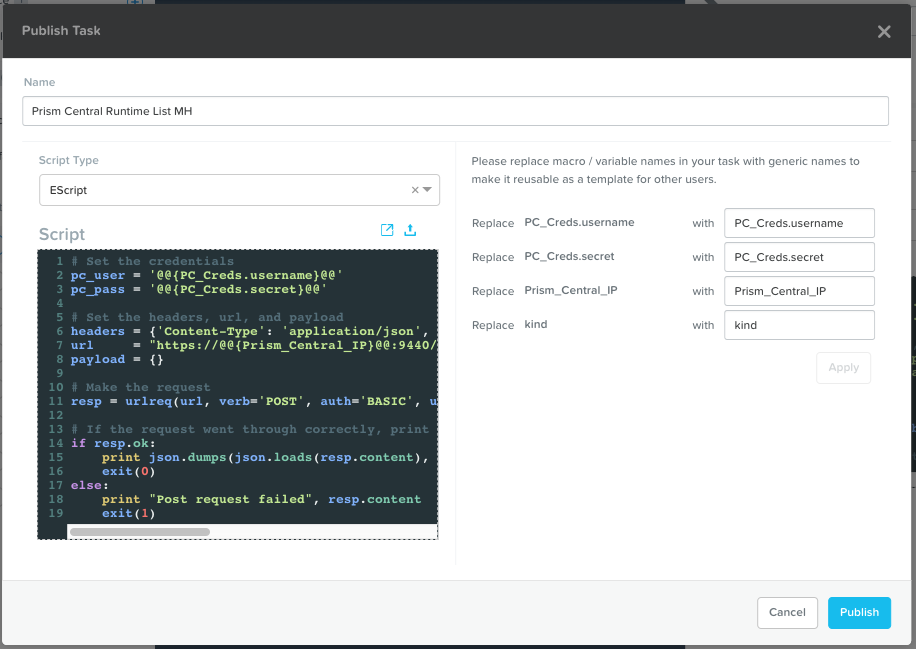 Publish Task
Name
Prism Central Runtime List MH
Script Type
EScript
Script
1 # Set the credentials
2 pc_user = '@@{PC_Creds.username}@@'
3 pc_pass = '@@{PC_Creds.secret}@@'
4
5 # Set the headers, url, and payload
6 headers = {'Content-Type': 'application/json',
7 url     = "https://@@{Prism_Central_IP}@@:9440/
8 payload = {}
9
10 # Make the request
11 resp = urlreq(url, verb='POST', auth='BASIC', u
12
13 # If the request went through correctly, print
14 if resp.ok:
15     print json.dumps(json.loads(resp.content),
16     exit(0)
17 else:
18     print "Post request failed", resp.content
19     exit(1)
Please replace macro / variable names in your task with generic names to
make it reusable as a template for other users.
Replace PC_Creds.username with PC_Creds.username
Replace PC_Creds.secret with PC_Creds.secret
Replace Prism_Central_IP with Prism_Central_IP
Replace kind with kind
Apply
Cancel Publish